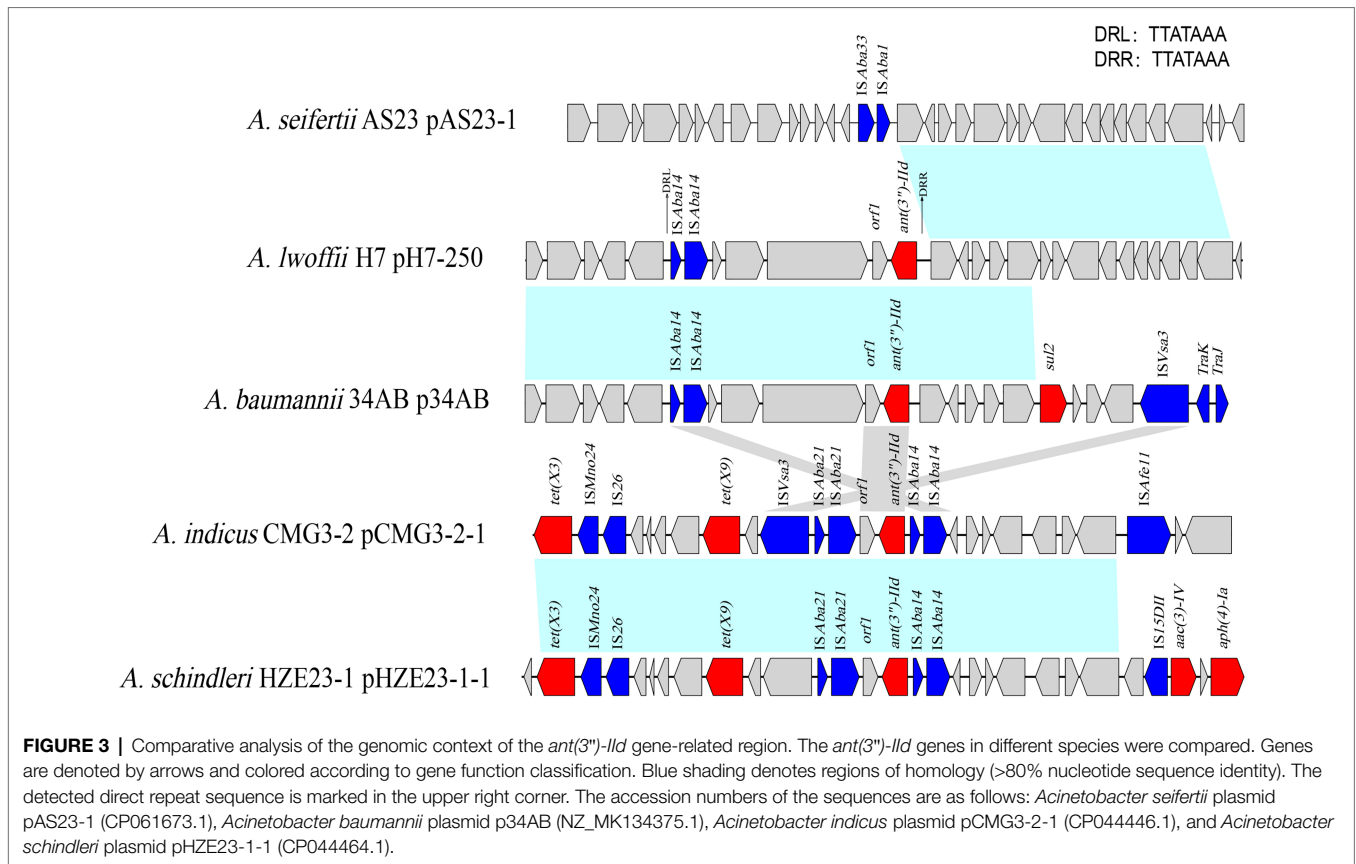 DRL: TTATAAA
DRR: TTATAAA
ISAba33
ISAba1
A. seifertii AS23 pAS23-1
DRL
ISAba14
ISAba14
orf1
ant(3")-IId
DRR
A. lwoffii H7 pH7-250
ISAba14
ISAba14
orf1
ant(3")-IId
sul2
ISVsa3
TraK
TraJ
A. baumannii 34AB p34AB
tet(X3)
ISMno24
IS26
tet(X9)
ISVsa3
ISAba21
ISAba21
orf1
ant(3")-IId
ISAba14
ISAba14
ISAfe11
A. indicus CMG3-2 pCMG3-2-1
tet(X3)
ISMno24
IS26
tet(X9)
ISAba21
ISAba21
orf1
ant(3")-IId
ISAba14
ISAba14
IS15DII
aac(3)-IV
aph(4)-Ia
A. schindleri HZE23-1 pHZE23-1-1
FIGURE 3 | Comparative analysis of the genomic context of the ant(3")-IId gene-related region. The ant(3")-IId genes in different species were compared. Genes
are denoted by arrows and colored according to gene function classification. Blue shading denotes regions of homology (>80% nucleotide sequence identity). The
detected direct repeat sequence is marked in the upper right corner. The accession numbers of the sequences are as follows: Acinetobacter seifertii plasmid
pAS23-1 (CP061673.1), Acinetobacter baumannii plasmid p34AB (NZ_MK134375.1), Acinetobacter indicus plasmid pCMG3-2-1 (CP044446.1), and Acinetobacter
schindleri plasmid pHZE23-1-1 (CP044464.1).